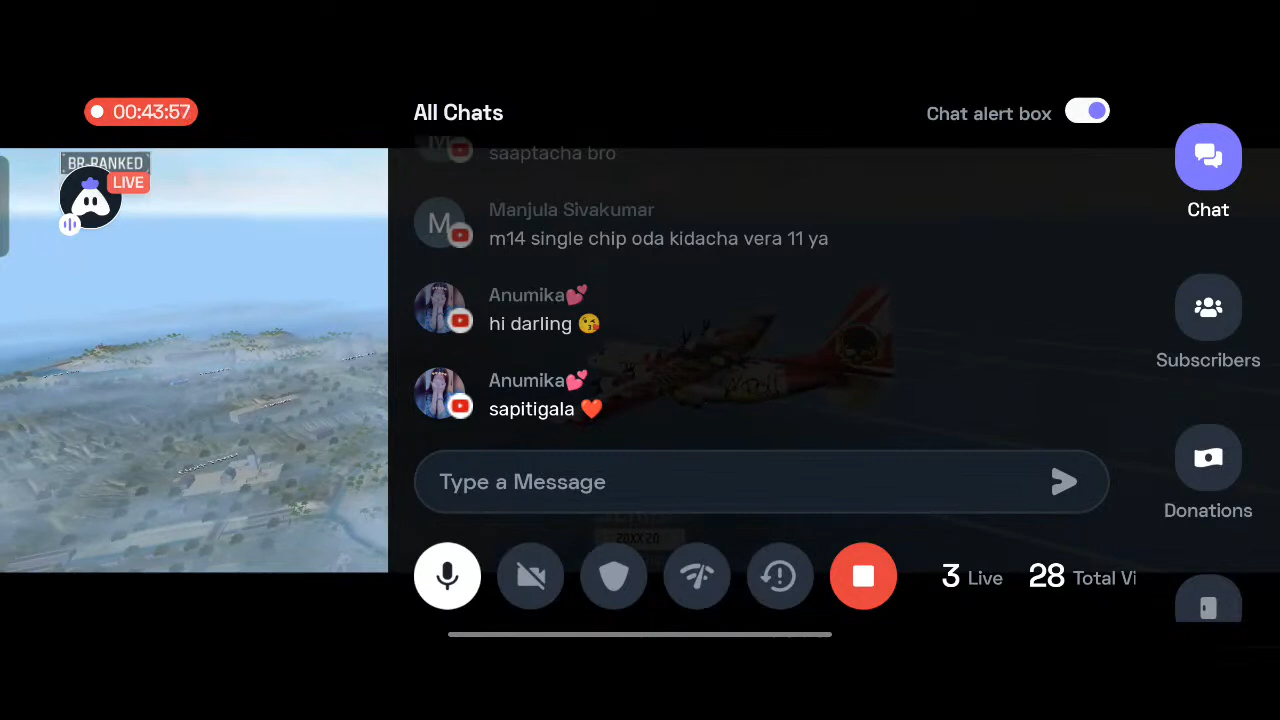 00:43:57
All Chats
Chat alert box
BR-RANKED
LIVE
saaptacha bro
Manjula Sivakumar
M
m14 single chip oda kidacha vera 11 ya
Anumika💕
hi darling 😘
Anumika💕
sapitigala ❤️
Type a Message
3 Live 28 Total Vi
Chat
Subscribers
Donations